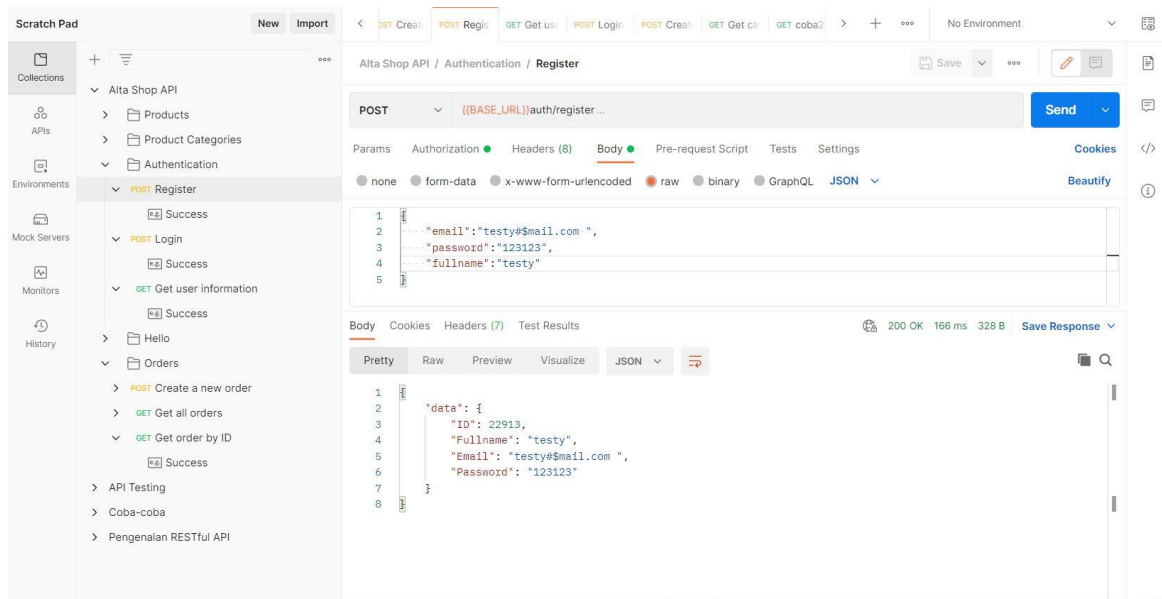 Scratch Pad
New Import
Collections
APIs
Environments
Mock Servers
Monitors
History
Alta Shop API
Products
Product Categories
Authentication
POST Register
e.g. Success
POST Login
e.g. Success
GET Get user information
e.g. Success
Hello
Orders
POST Create a new order
GET Get all orders
GET Get order by ID
e.g. Success
API Testing
Coba-coba
Pengenalan RESTful API
POST Regis GET Get us POST Login POST Creat GET Get ca GET coba2 No Environment
Alta Shop API / Authentication / Register Save
POST {{BASE_URL}}auth/register... Send
Params Authorization Headers (8) Body Pre-request Script Tests Settings Cookies
none form-data x-www-form-urlencoded raw binary GraphQL JSON Beautify
1 {
2 "email":"testy#$mail.com ",
3 "password":"123123",
4 "fullname":"testy"
5 }
Body Cookies Headers (7) Test Results 200 OK 166 ms 328 B Save Response
Pretty Raw Preview Visualize JSON
1 {
2 "data": {
3 "ID": 22913,
4 "Fullname": "testy",
5 "Email": "testy#$mail.com ",
6 "Password": "123123"
7 }
8 }